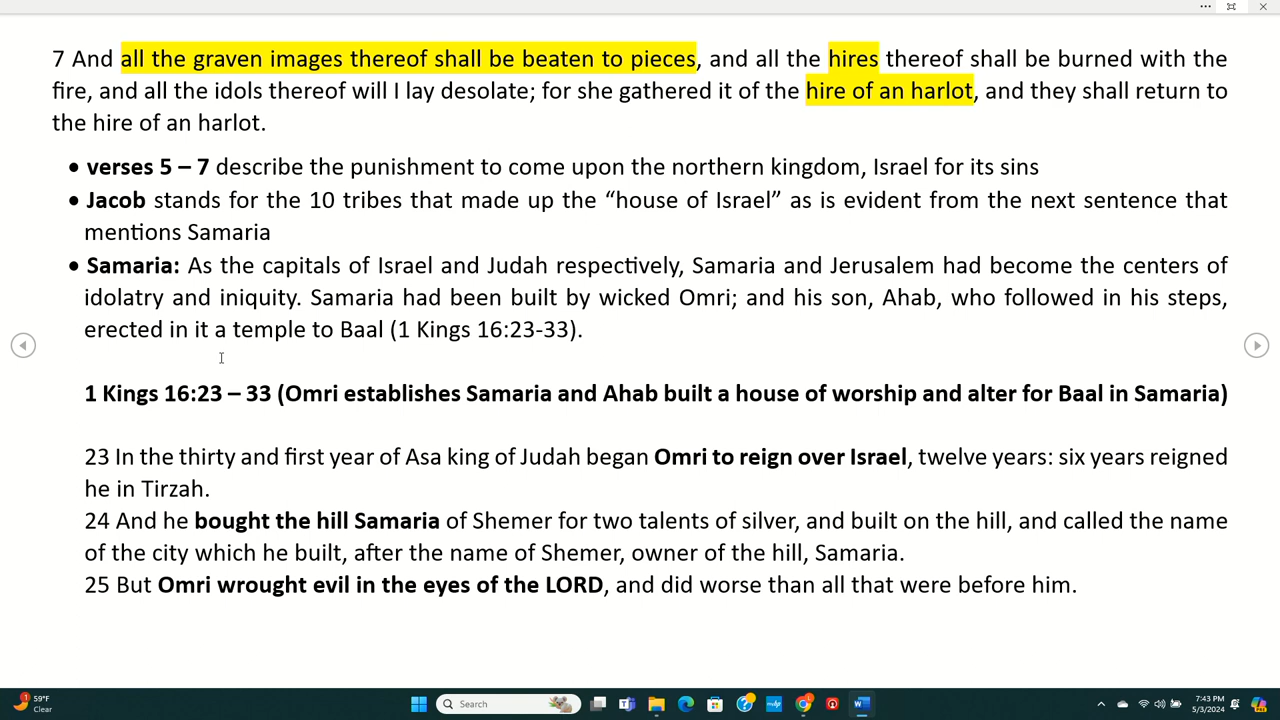 7 And all the graven images thereof shall be beaten to pieces, and all the hires thereof shall be burned with the
fire, and all the idols thereof will I lay desolate; for she gathered it of the hire of an harlot, and they shall return to
the hire of an harlot.
• verses 5 – 7 describe the punishment to come upon the northern kingdom, Israel for its sins
• Jacob stands for the 10 tribes that made up the “house of Israel” as is evident from the next sentence that
mentions Samaria
• Samaria: As the capitals of Israel and Judah respectively, Samaria and Jerusalem had become the centers of
idolatry and iniquity. Samaria had been built by wicked Omri; and his son, Ahab, who followed in his steps,
erected in it a temple to Baal (1 Kings 16:23-33).
1 Kings 16:23 – 33 (Omri establishes Samaria and Ahab built a house of worship and alter for Baal in Samaria)
23 In the thirty and first year of Asa king of Judah began Omri to reign over Israel, twelve years: six years reigned
he in Tirzah.
24 And he bought the hill Samaria of Shemer for two talents of silver, and built on the hill, and called the name
of the city which he built, after the name of Shemer, owner of the hill, Samaria.
25 But Omri wrought evil in the eyes of the LORD, and did worse than all that were before him.
1
59°F
Clear
Search
7:43 PM
5/3/2024